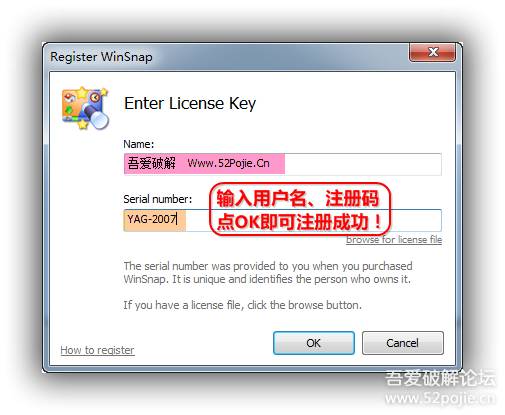 Register WinSnap
Enter License Key
Name:
吾爱破解 Www.52Pojie.Cn
Serial number:
YAG-2007
输入用户名、注册码
点OK即可注册成功！
browse for license file
The serial number was provided to you when you purchased
WinSnap. It is unique and identifies the person who owns it.
If you have a license file, click the browse button.
How to register
OK
Cancel
吾爱破解论坛
www.52pojie.cn